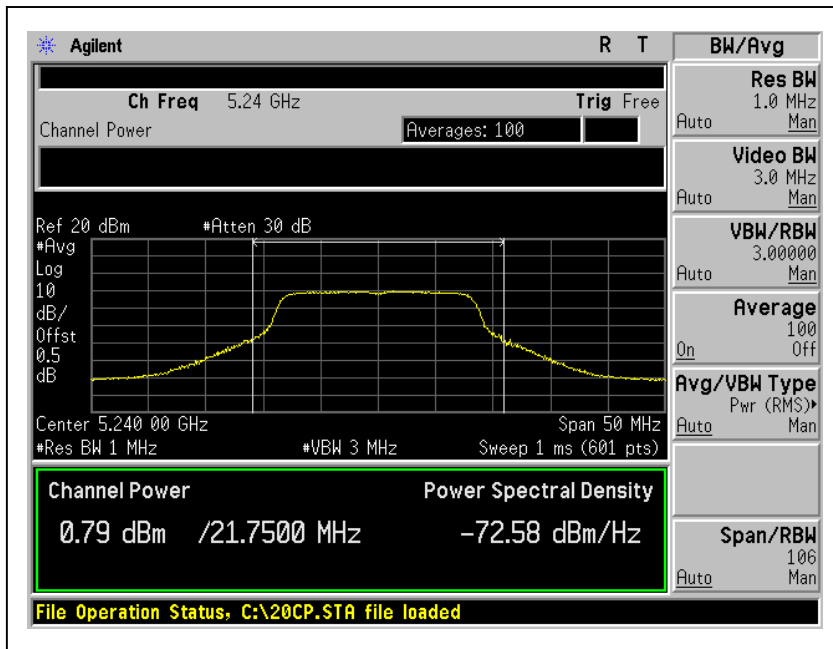 Agilent R T
Ch Freq 5.24 GHz Trig Free
Channel Power Averages: 100
Ref 20 dBm #Atten 30 dB
#Avg
Log
10
dB/
Offst
0.5
dB
Center 5.240 00 GHz Span 50 MHz
#Res BW 1 MHz #VBW 3 MHz Sweep 1 ms (601 pts)
Channel Power Power Spectral Density
0.79 dBm /21.7500 MHz -72.58 dBm/Hz
File Operation Status, C:\20CP.STA file loaded
BW/Avg
Res BW
1.0 MHz
Auto Man
Video BW
3.0 MHz
Auto Man
VBW/RBW
3.00000
Auto Man
Average
100
On Off
Avg/VBW Type
Pwr (RMS)▸
Auto Man
Span/RBW
106
Auto Man